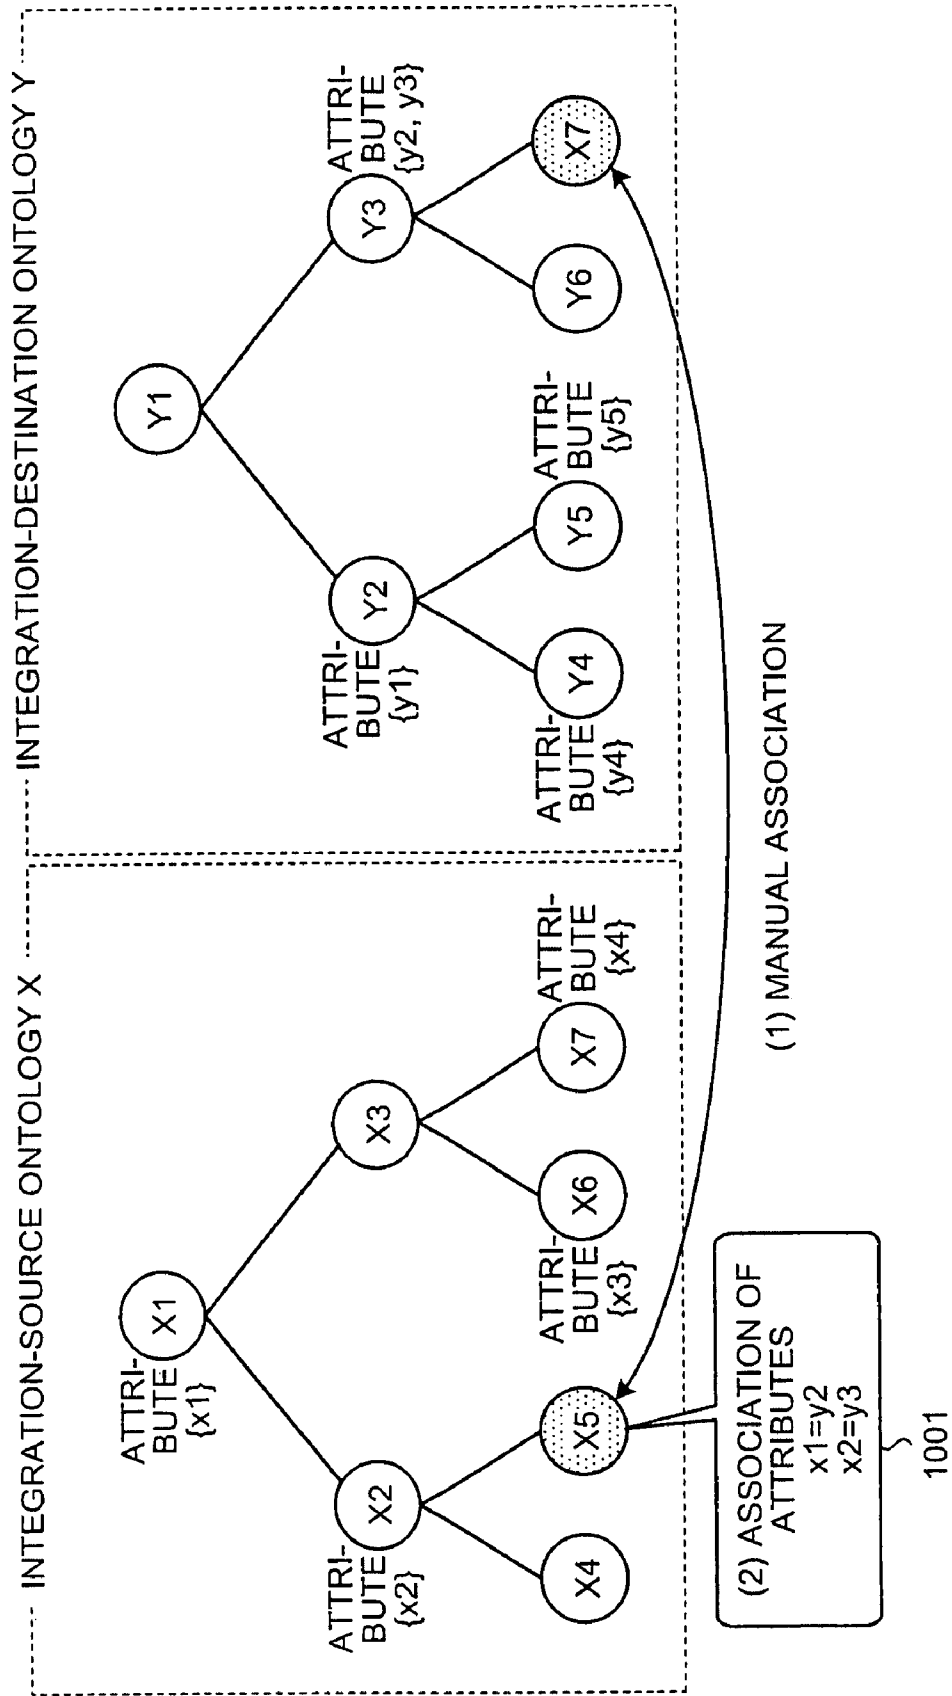 INTEGRATION-SOURCE ONTOLOGY X
X1
ATTRI-
BUTE
{x1}
X2
ATTRI-
BUTE
{x2}
X3
X4
X5
X6
ATTRI-
BUTE
{x3}
X7
ATTRI-
BUTE
{x4}
INTEGRATION-DESTINATION ONTOLOGY Y
Y1
Y2
ATTRI-
BUTE
{y1}
Y3
ATTRI-
BUTE
{y2, y3}
Y4
ATTRI-
BUTE
{y4}
Y5
ATTRI-
BUTE
{y5}
Y6
X7
(1) MANUAL ASSOCIATION
(2) ASSOCIATION OF
ATTRIBUTES
x1=y2
x2=y3
1001